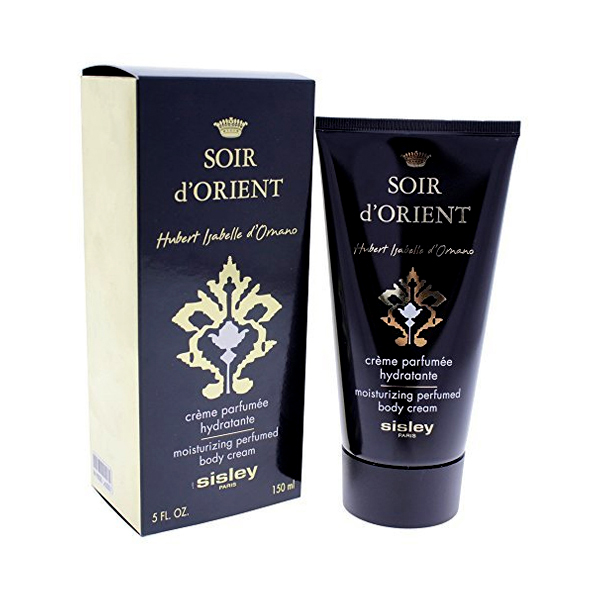 SOIR
d'ORIENT
Hubert Isabelle d'Ornano
crème parfumée
hydratante
moisturizing perfumed
body cream
sisley
PARIS
5 FL. OZ. 150 ml
SOIR
d'ORIENT
Hubert Isabelle d'Ornano
crème parfumée
hydratante
moisturizing perfumed
body cream
sisley
PARIS